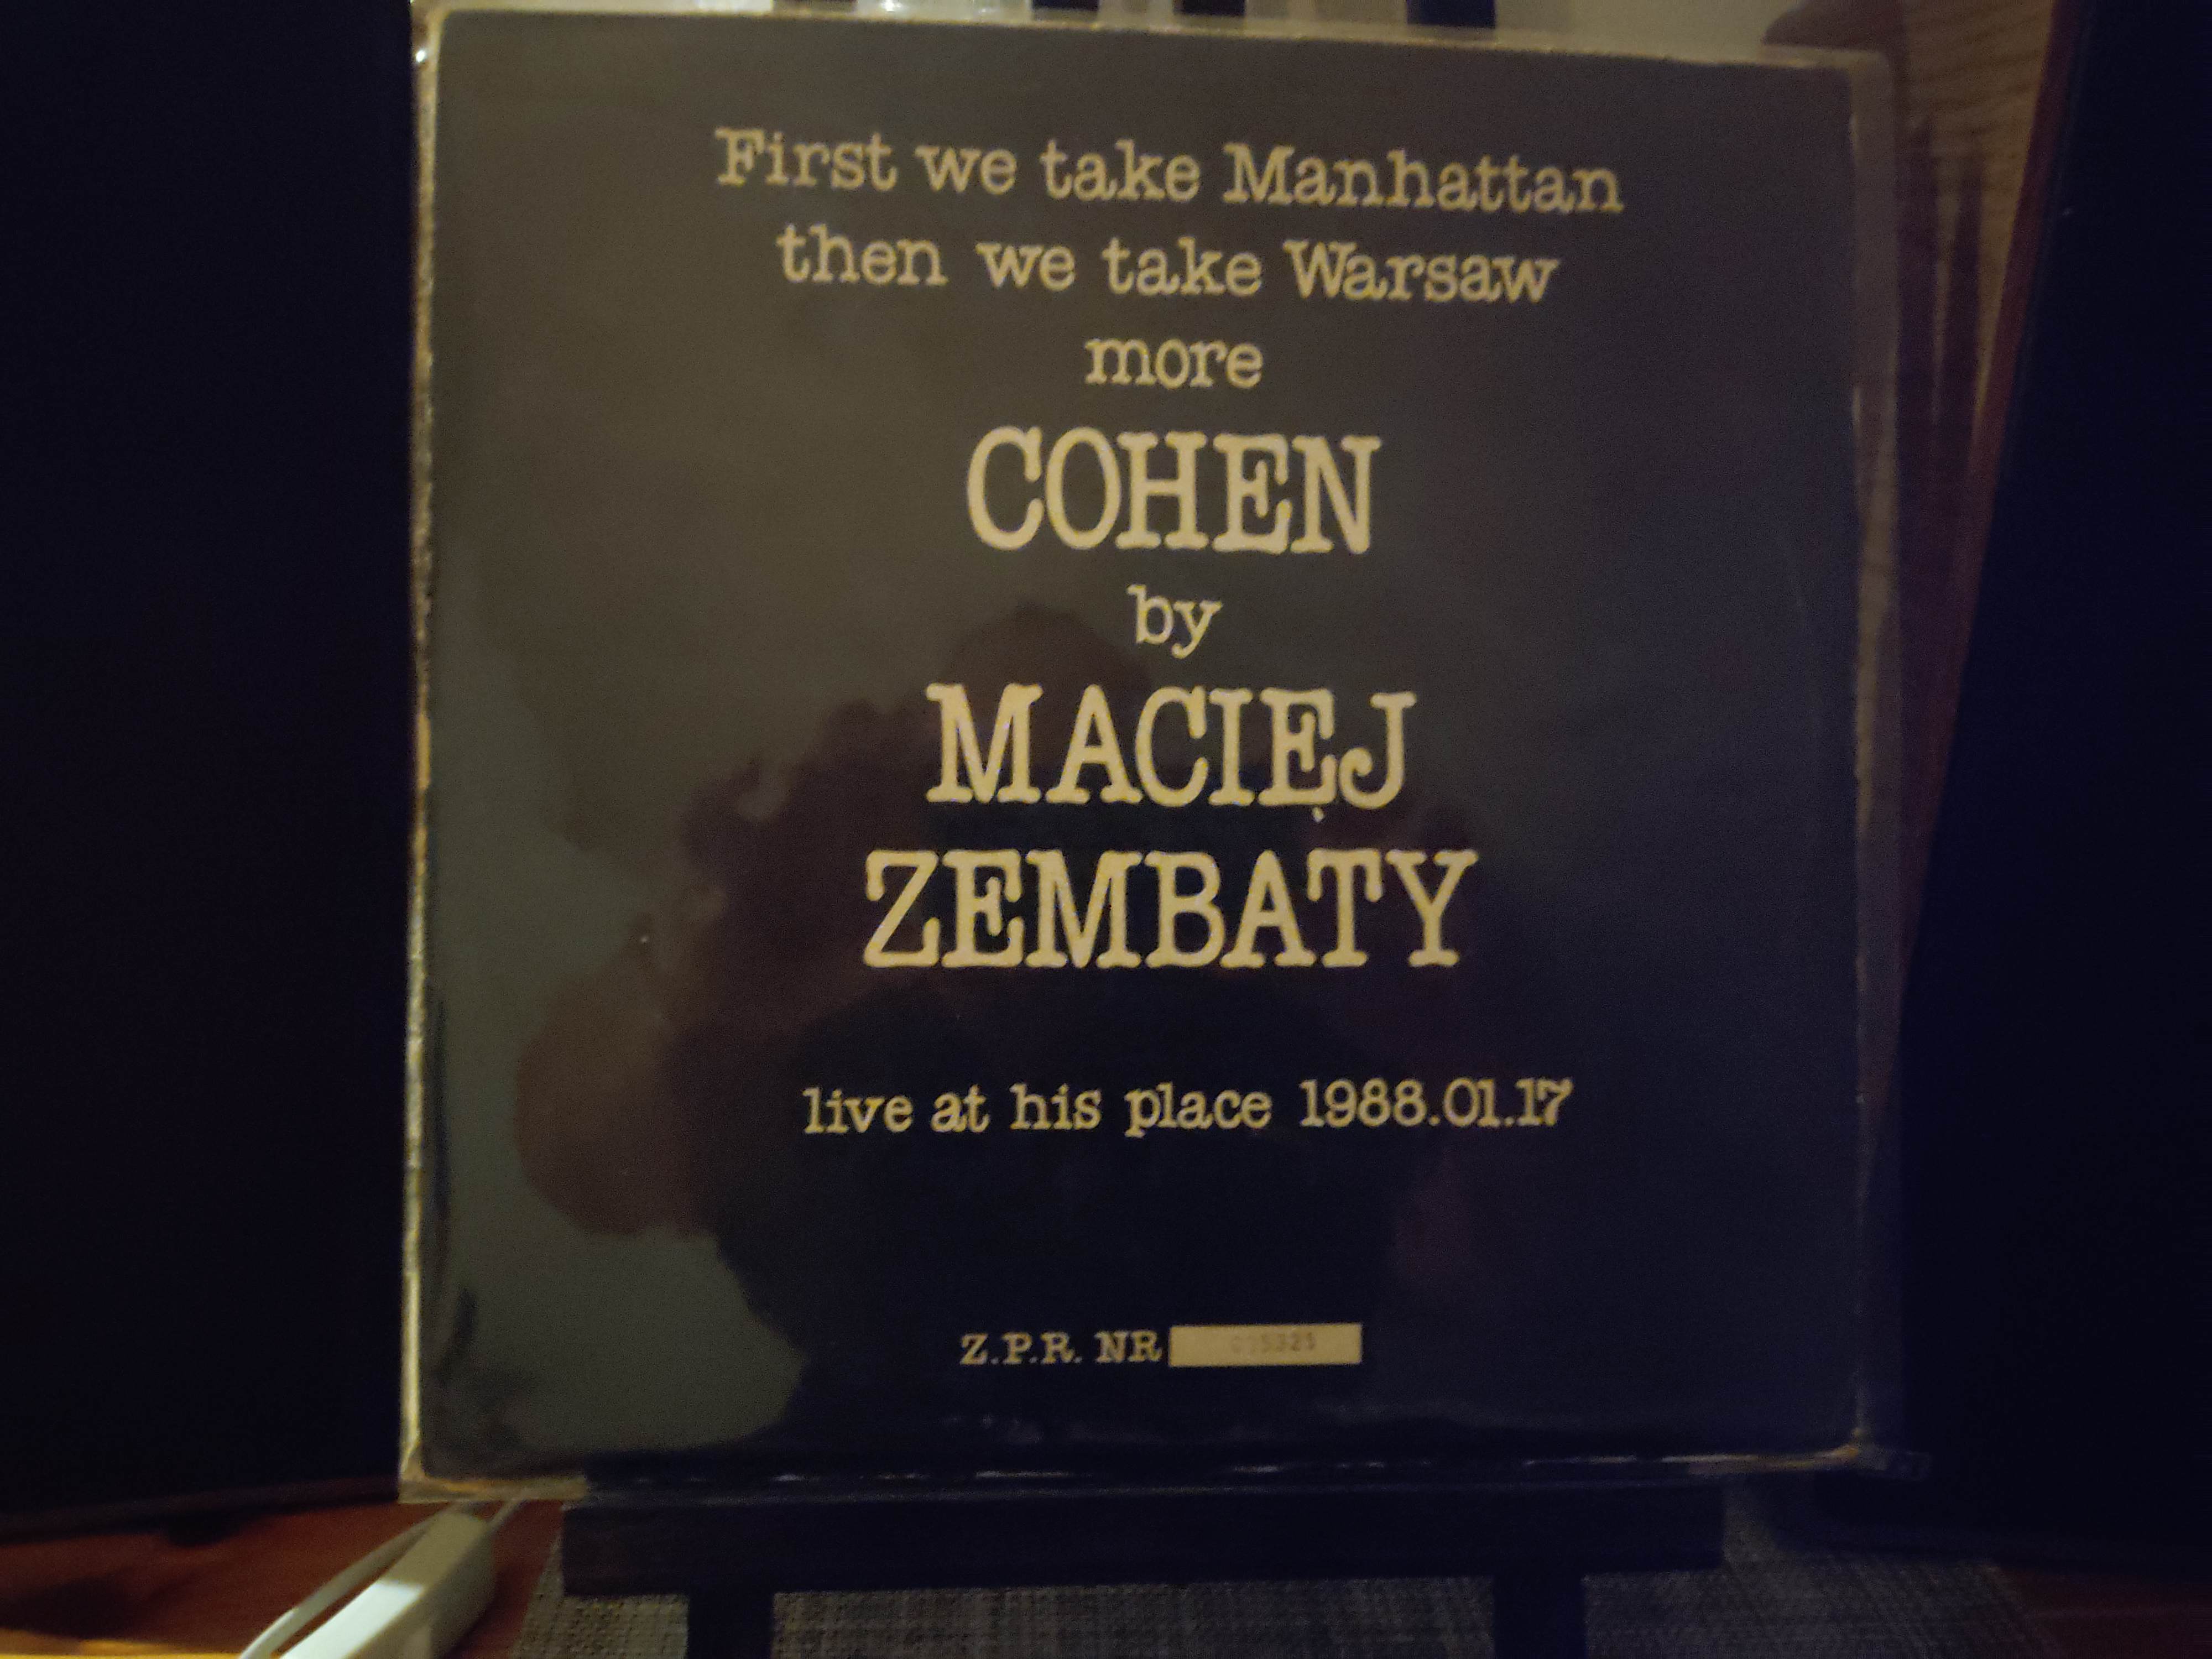 First we take Manhattan
then we take Warsaw
more
COHEN
by
MACIEJ
ZEMBATY
live at his place 1988.01.17
Z.P.R. NR